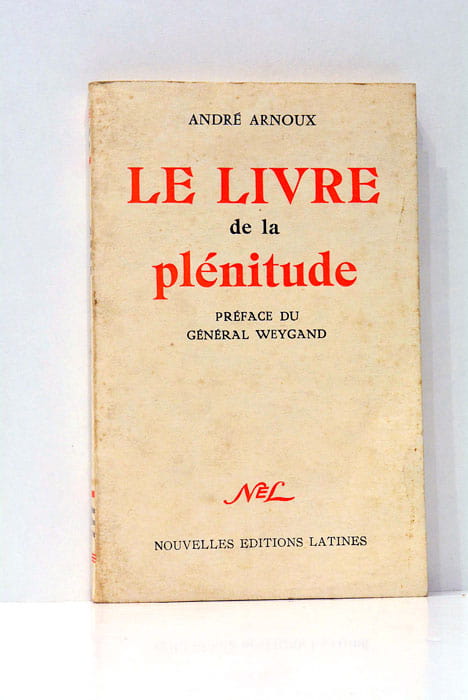 ANDRÉ ARNOUX
LE LIVRE
de la
plénitude
PRÉFACE DU
GÉNÉRAL WEYGAND
NEL
NOUVELLES EDITIONS LATINES